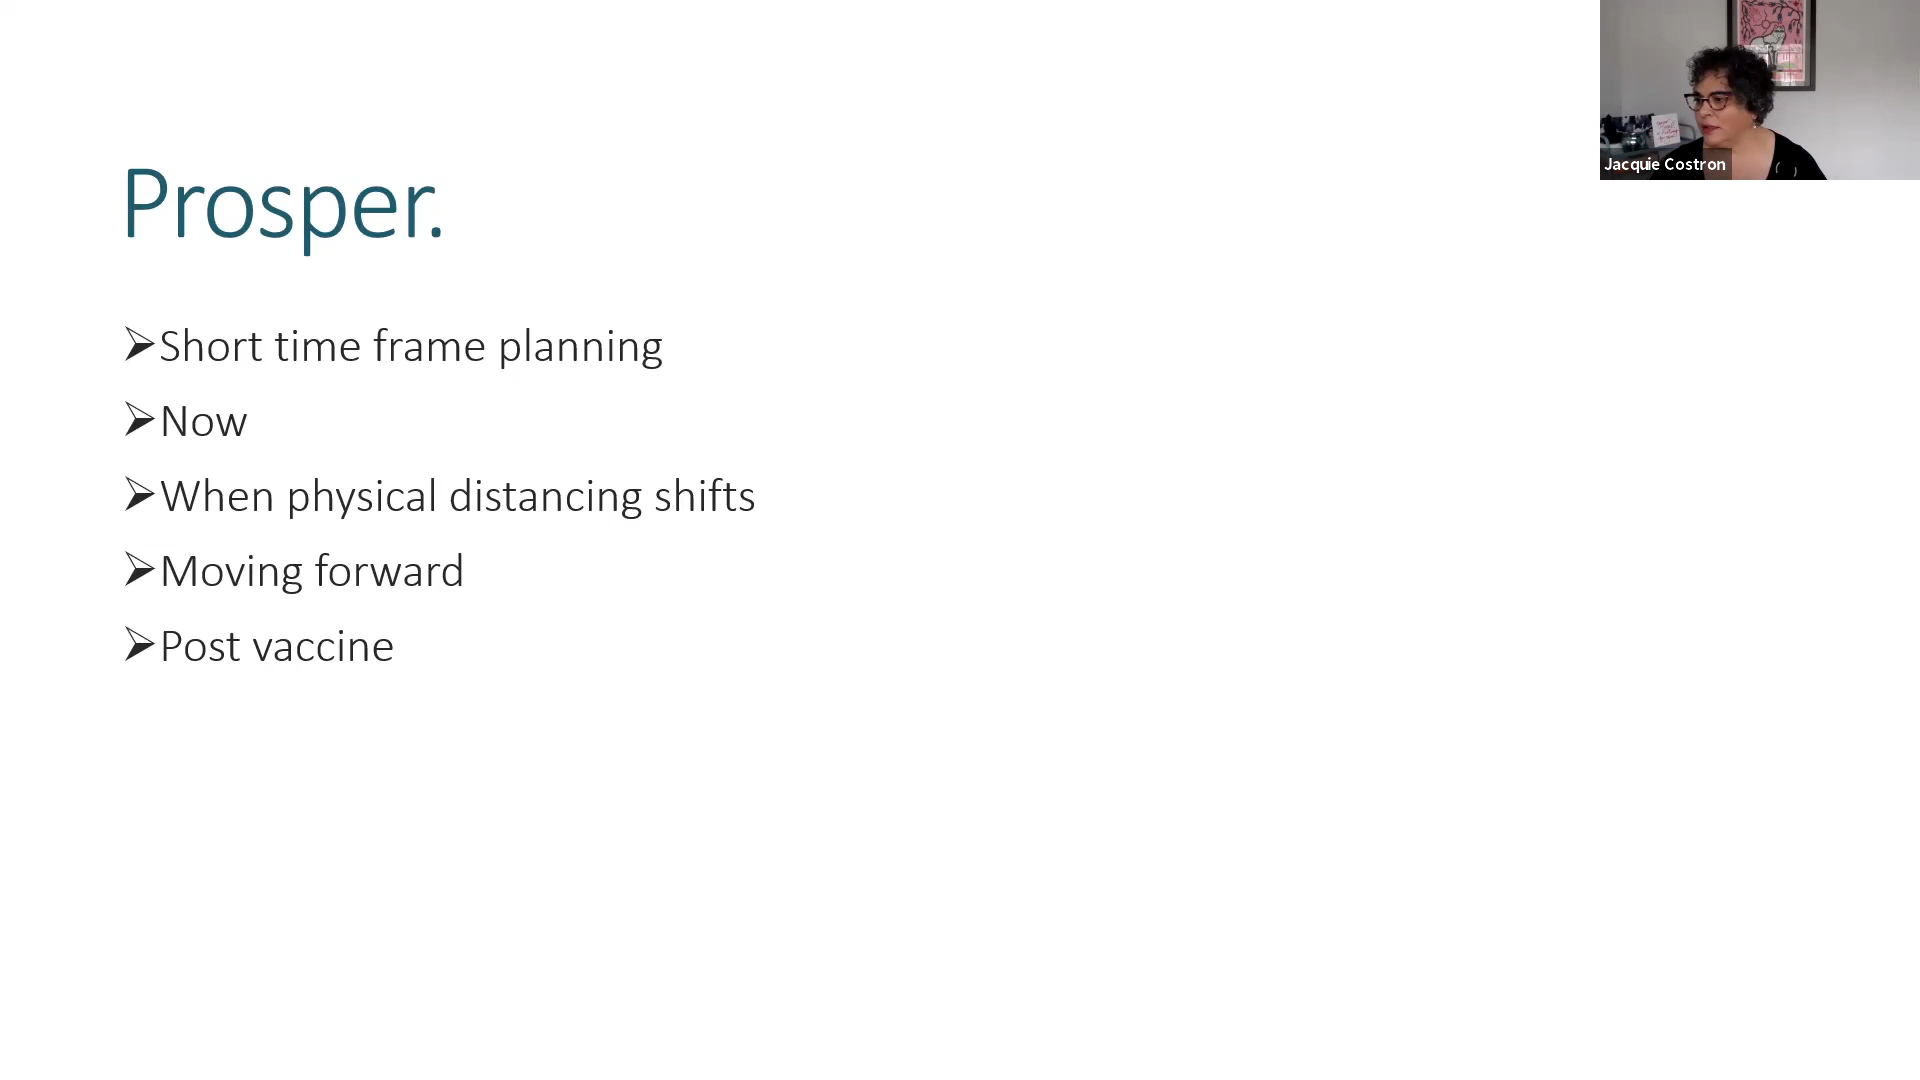 Prosper.
Short time frame planning
Now
When physical distancing shifts
Moving forward
Post vaccine
Jacquie Costron